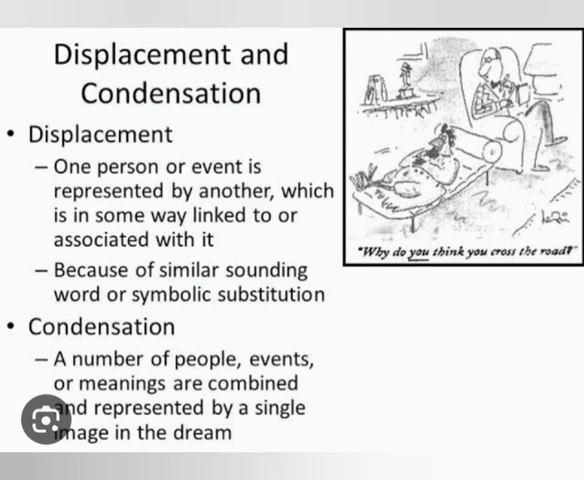 Displacement and
Condensation
• Displacement
– One person or event is
represented by another, which
is in some way linked to or
associated with it
– Because of similar sounding
word or symbolic substitution
• Condensation
– A number of people, events,
or meanings are combined
and represented by a single
image in the dream
"Why do you think you cross the road?"